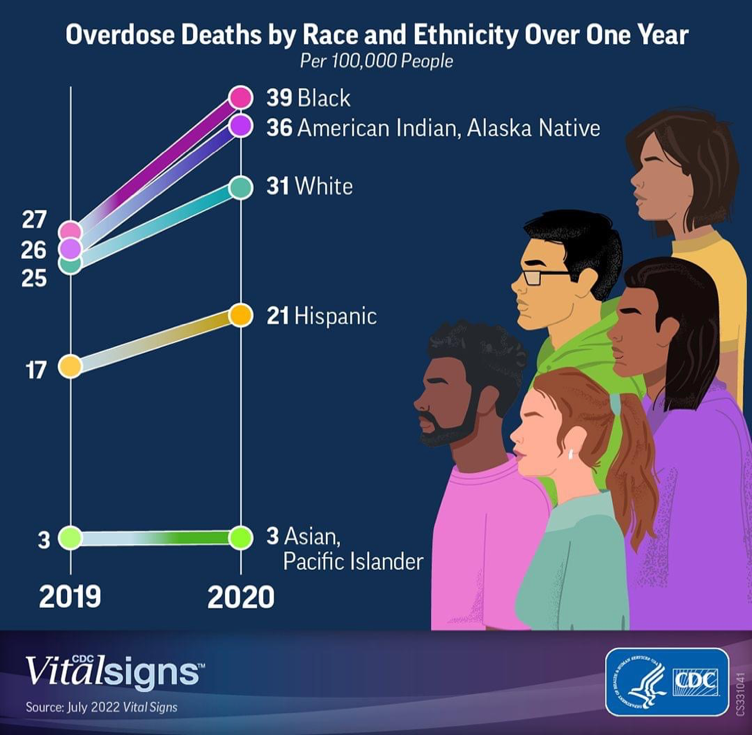 Overdose Deaths by Race and Ethnicity Over One Year
Per 100,000 People
39 Black
36 American Indian, Alaska Native
31 White
27
26
25
21 Hispanic
17
3
3 Asian,
Pacific Islander
2019 2020
CDC
Vitalsigns™
Source: July 2022 Vital Signs
CDC
CS331041